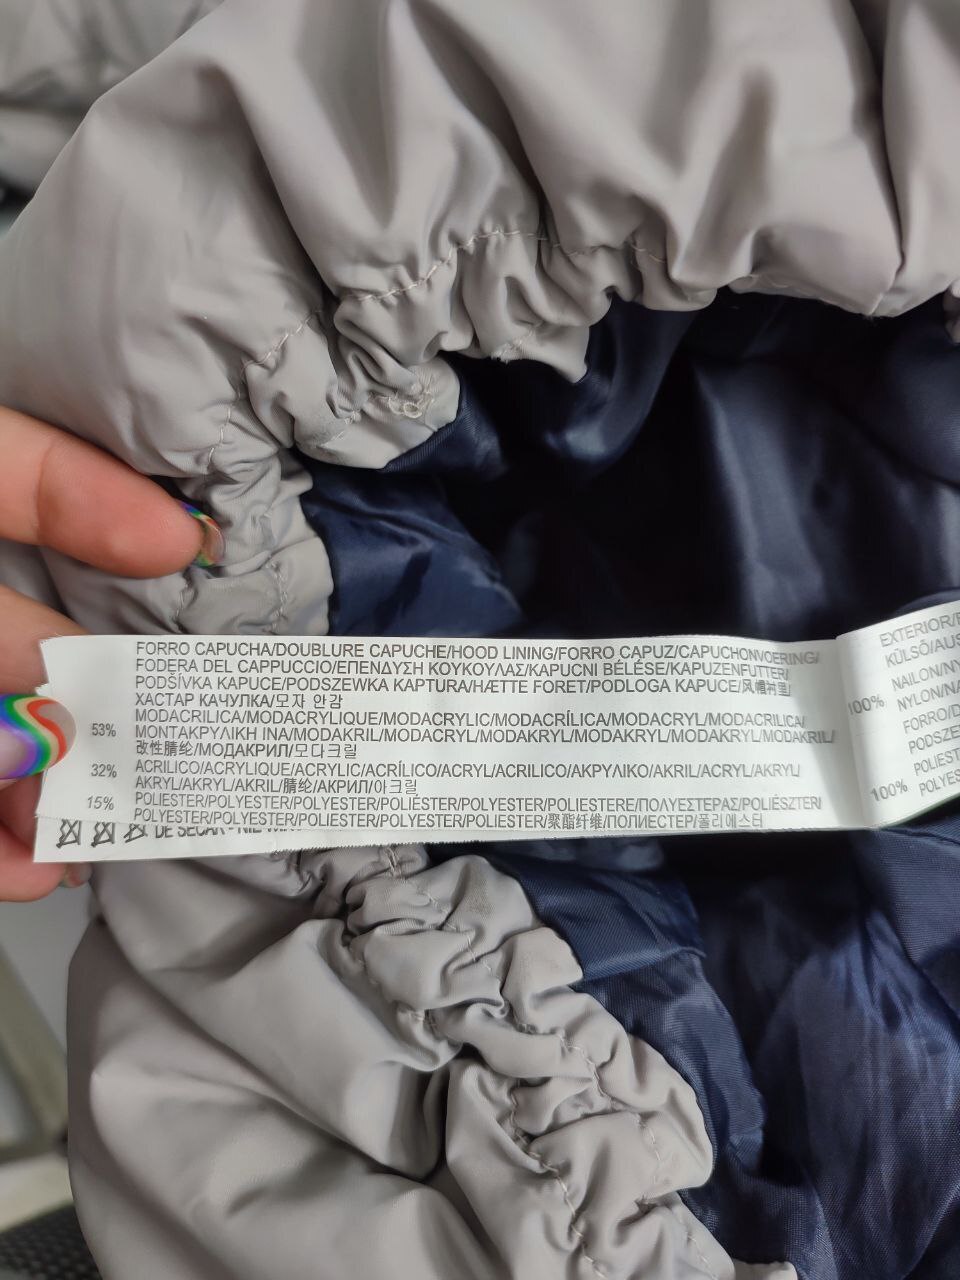 FORRO CAPUCHA/DOUBLURE CAPUCHE/HOOD LINING/FORRO CAPUZ/CAPUCHONVOERING/
FODERA DEL CAPPUCCIO/ΕΠΕΝΔΥΣΗ ΚΟΥΚΟΥΛΑΣ/KAPUCNI BÉLÉSE/KAPUZENFUTTER/
PODŠÍVKA KAPUCE/PODSZEWKA KAPTURA/HÆTTE FORET/PODLOGA KAPUCE/风帽衬里/
ХАСТАР КАЧУЛКА/모자 안감
53% MODACRILICA/MODACRYLIQUE/MODACRYLIC/MODACRÍLICA/MODACRYL/MODACRILICA/
ΜΟΝΤΑΚΡΥΛΙΚΗ ΙΝΑ/MODAKRIL/MODACRYL/MODAKRYL/MODAKRYL/MODAKRYL/MODAKRIL/
改性腈纶/МОДАКРИЛ/모다크릴
32% ACRILICO/ACRYLIQUE/ACRYLIC/ACRÍLICO/ACRYL/ACRILICO/ΑΚΡΥΛΙΚΟ/AKRIL/ACRYL/AKRYL/
AKRYL/AKRYL/AKRIL/腈纶/АКРИЛ/아크릴
15% POLIESTER/POLYESTER/POLYESTER/POLIÉSTER/POLYESTER/POLIESTERE/ΠΟΛΥΕΣΤΕΡΑΣ/POLIÉSZTER/
POLYESTER/POLYESTER/POLYESTER/POLYESTER/POLIESTER/聚酯纤维/ПОЛИЕСТЕР/폴리에스터
DE SECAR
EXTERIOR/
KÜLSÖ/AUS
100% NAILON/NY
NYLON/NA
FORRO/D
PODSZE
100% POLIEST
POLYES